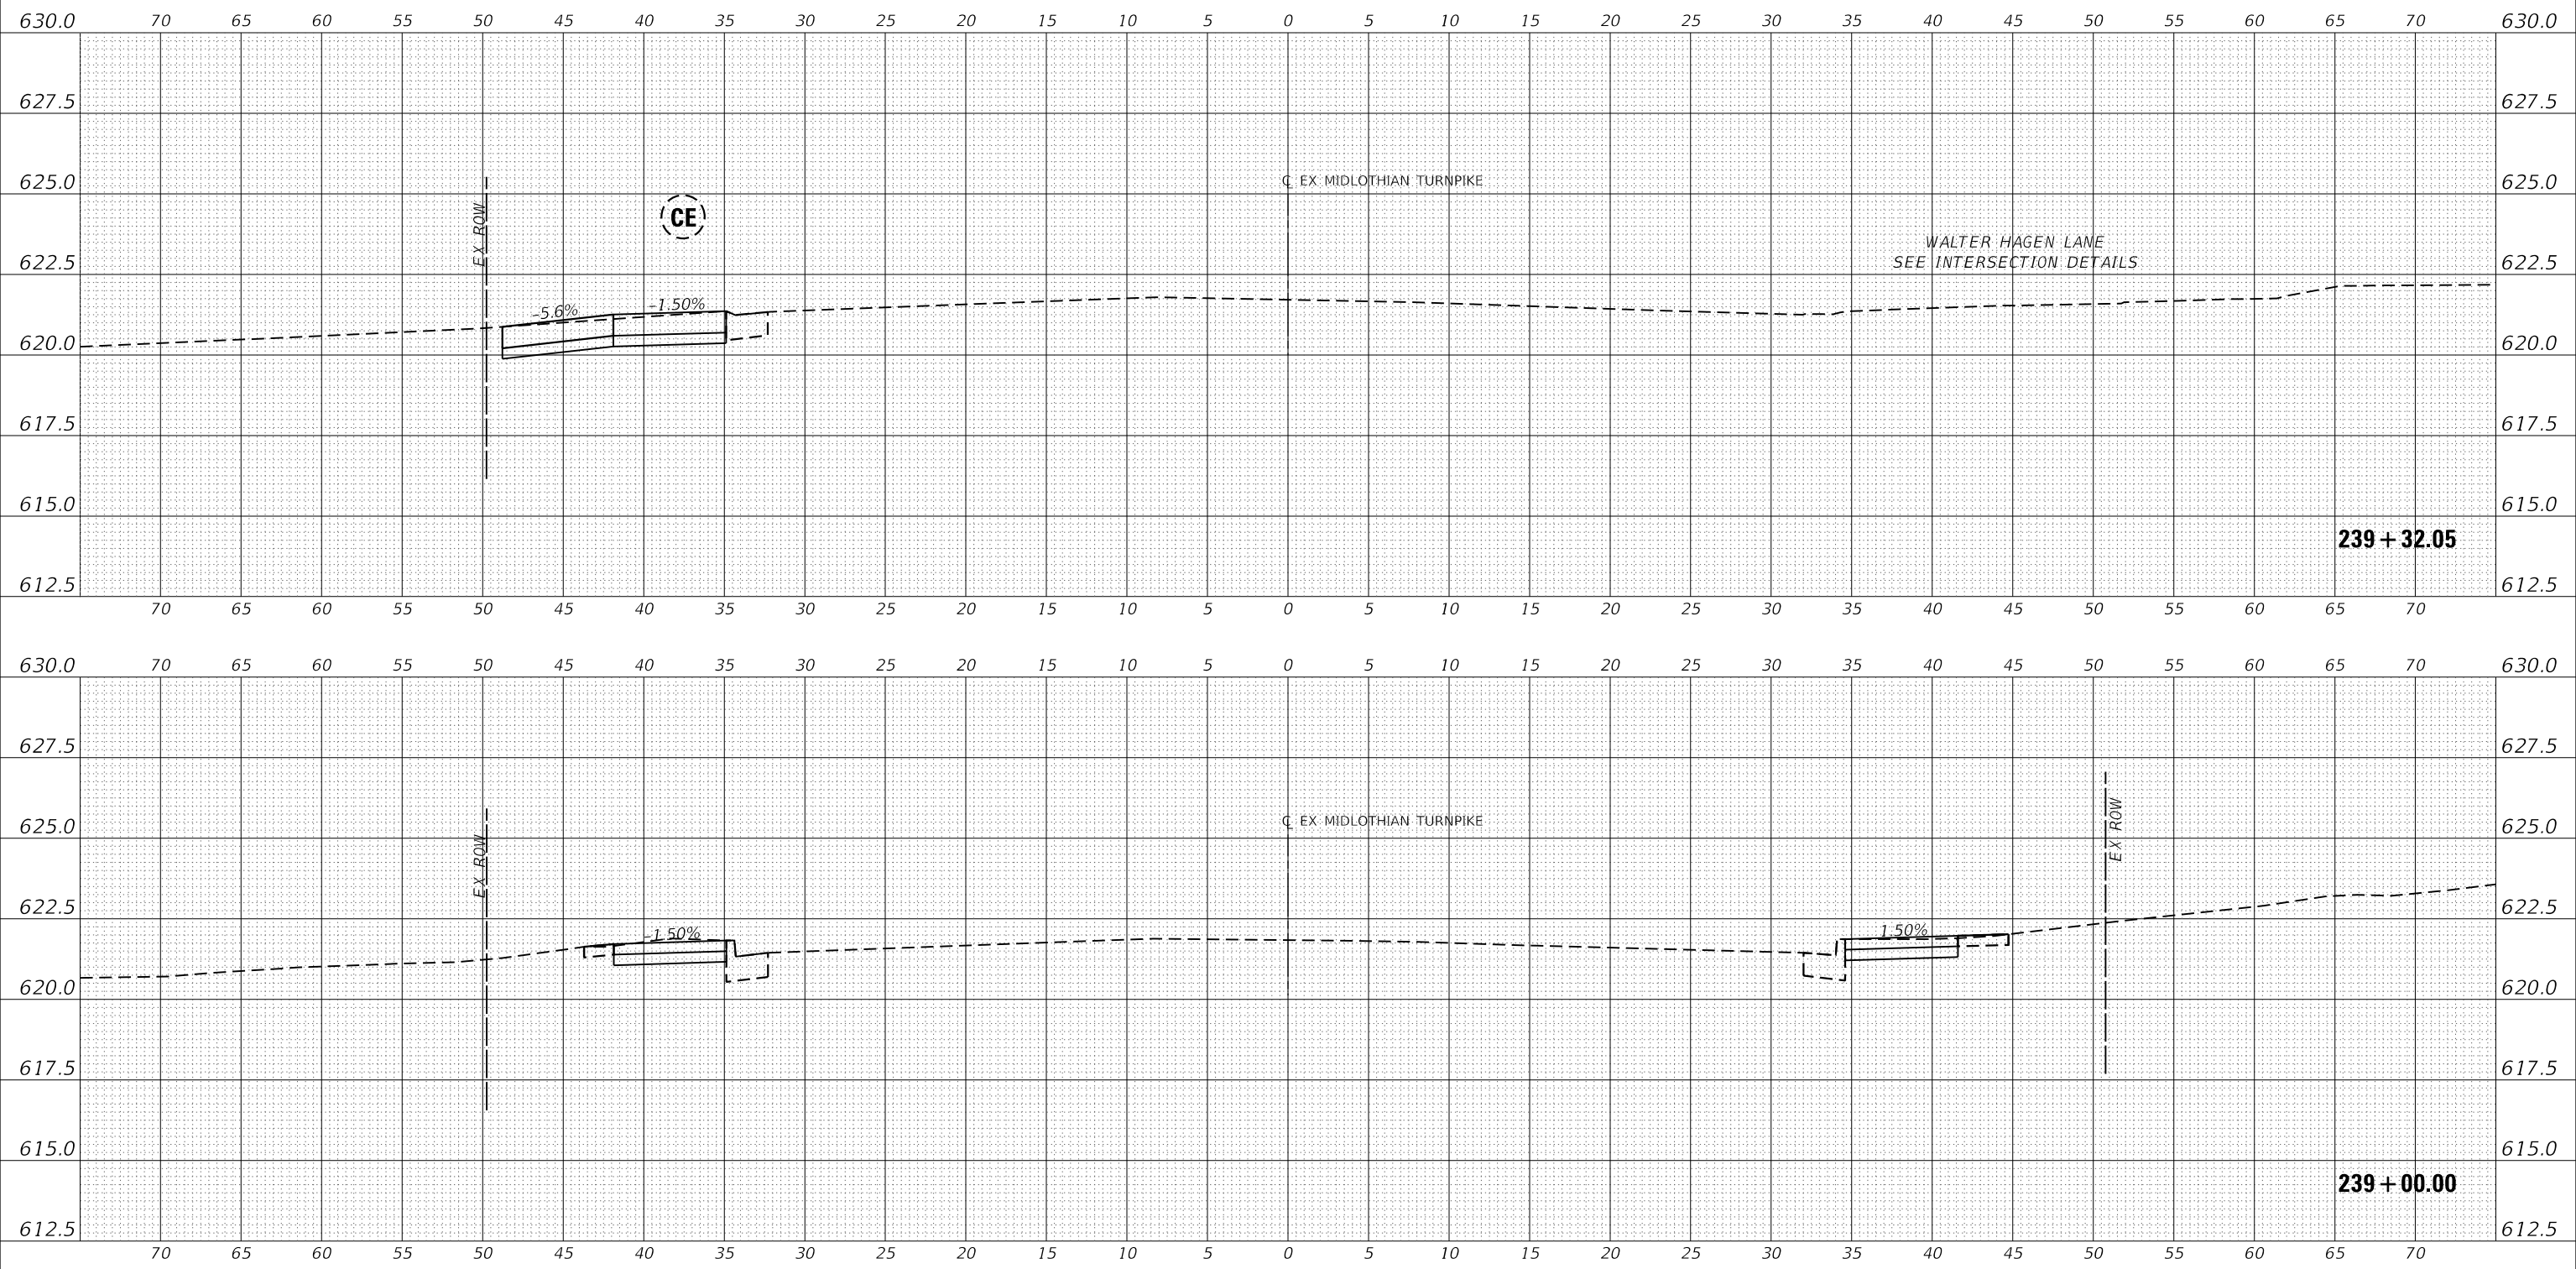 630.0 70 65 60 55 50 45 40 35 30 25 20 15 10 5 0 5 10 15 20 25 30 35 40 45 50 55 60 65 70 630.0
627.5 627.5
625.0 ℄ EX MIDLOTHIAN TURNPIKE 625.0
EX ROW
CE
WALTER HAGEN LANE
622.5 SEE INTERSECTION DETAILS 622.5
-5.6% -1.50%
620.0 620.0
617.5 617.5
615.0 615.0
239+32.05
612.5 612.5
70 65 60 55 50 45 40 35 30 25 20 15 10 5 0 5 10 15 20 25 30 35 40 45 50 55 60 65 70
630.0 70 65 60 55 50 45 40 35 30 25 20 15 10 5 0 5 10 15 20 25 30 35 40 45 50 55 60 65 70 630.0
627.5 627.5
625.0 ℄ EX MIDLOTHIAN TURNPIKE 625.0
EX ROW
EX ROW
622.5 622.5
-1.50% 1.50%
620.0 620.0
617.5 617.5
615.0 615.0
239+00.00
612.5 612.5
70 65 60 55 50 45 40 35 30 25 20 15 10 5 0 5 10 15 20 25 30 35 40 45 50 55 60 65 70